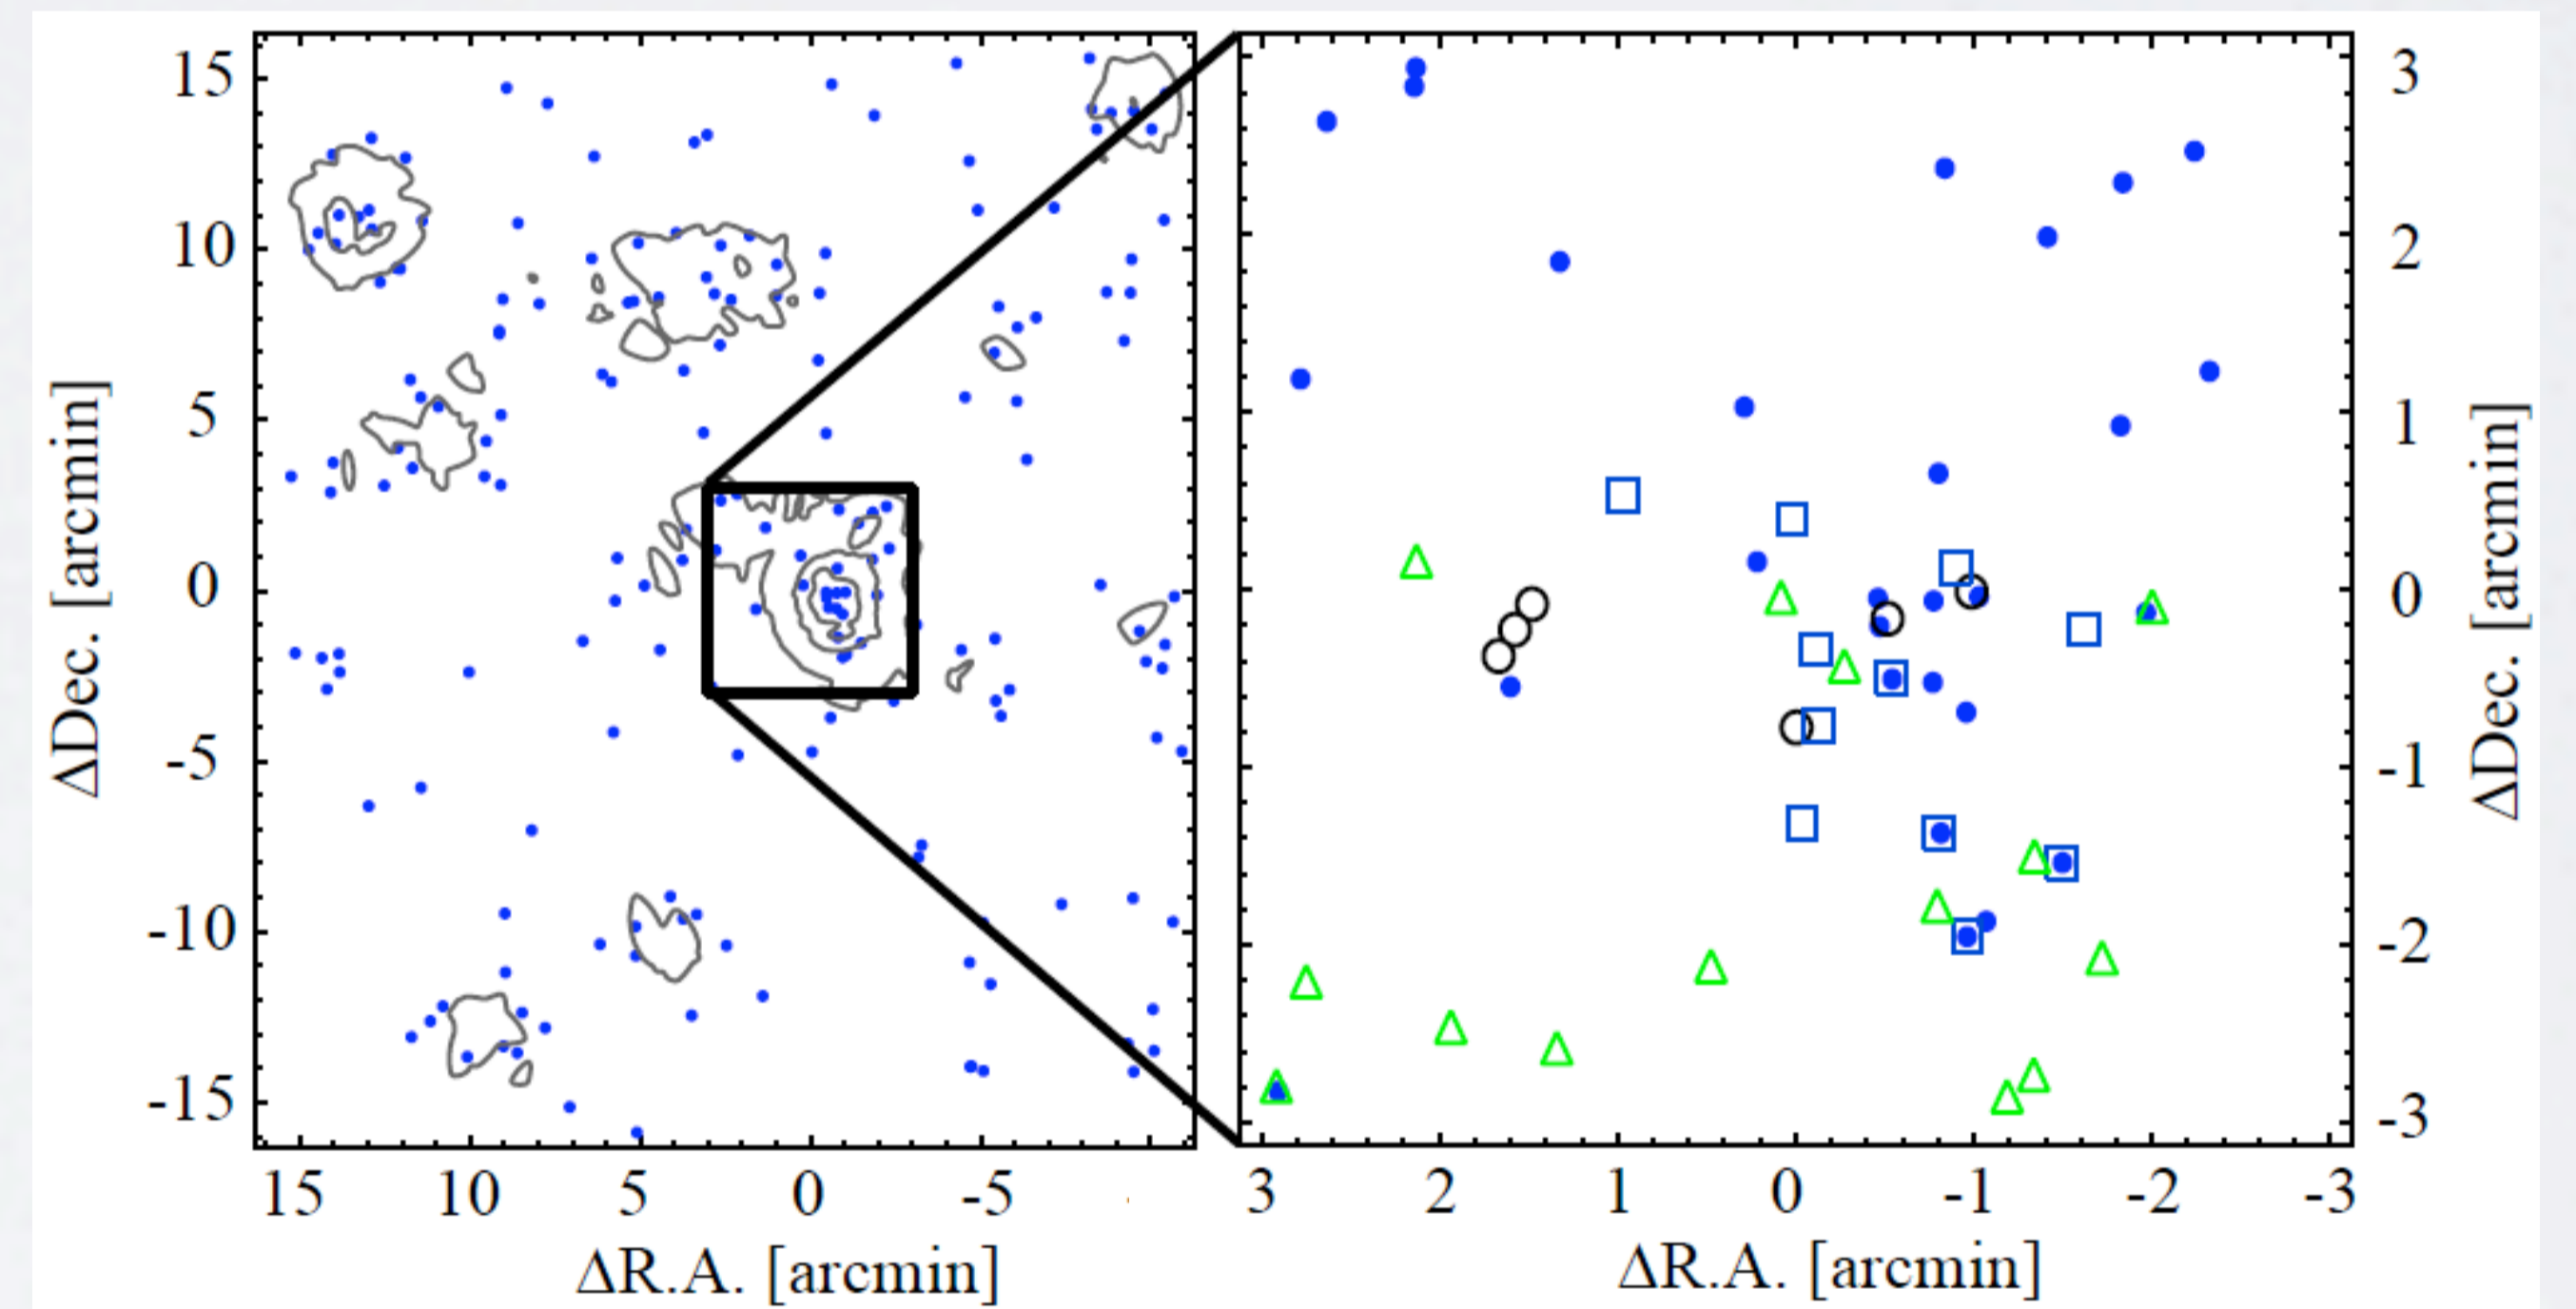 15
10
5
0
-5
-10
-15
ΔDec. [arcmin]
15 10 5 0 -5
ΔR.A. [arcmin]
3
2
1
0
-1
-2
-3
ΔDec. [arcmin]
3 2 1 0 -1 -2 -3
ΔR.A. [arcmin]